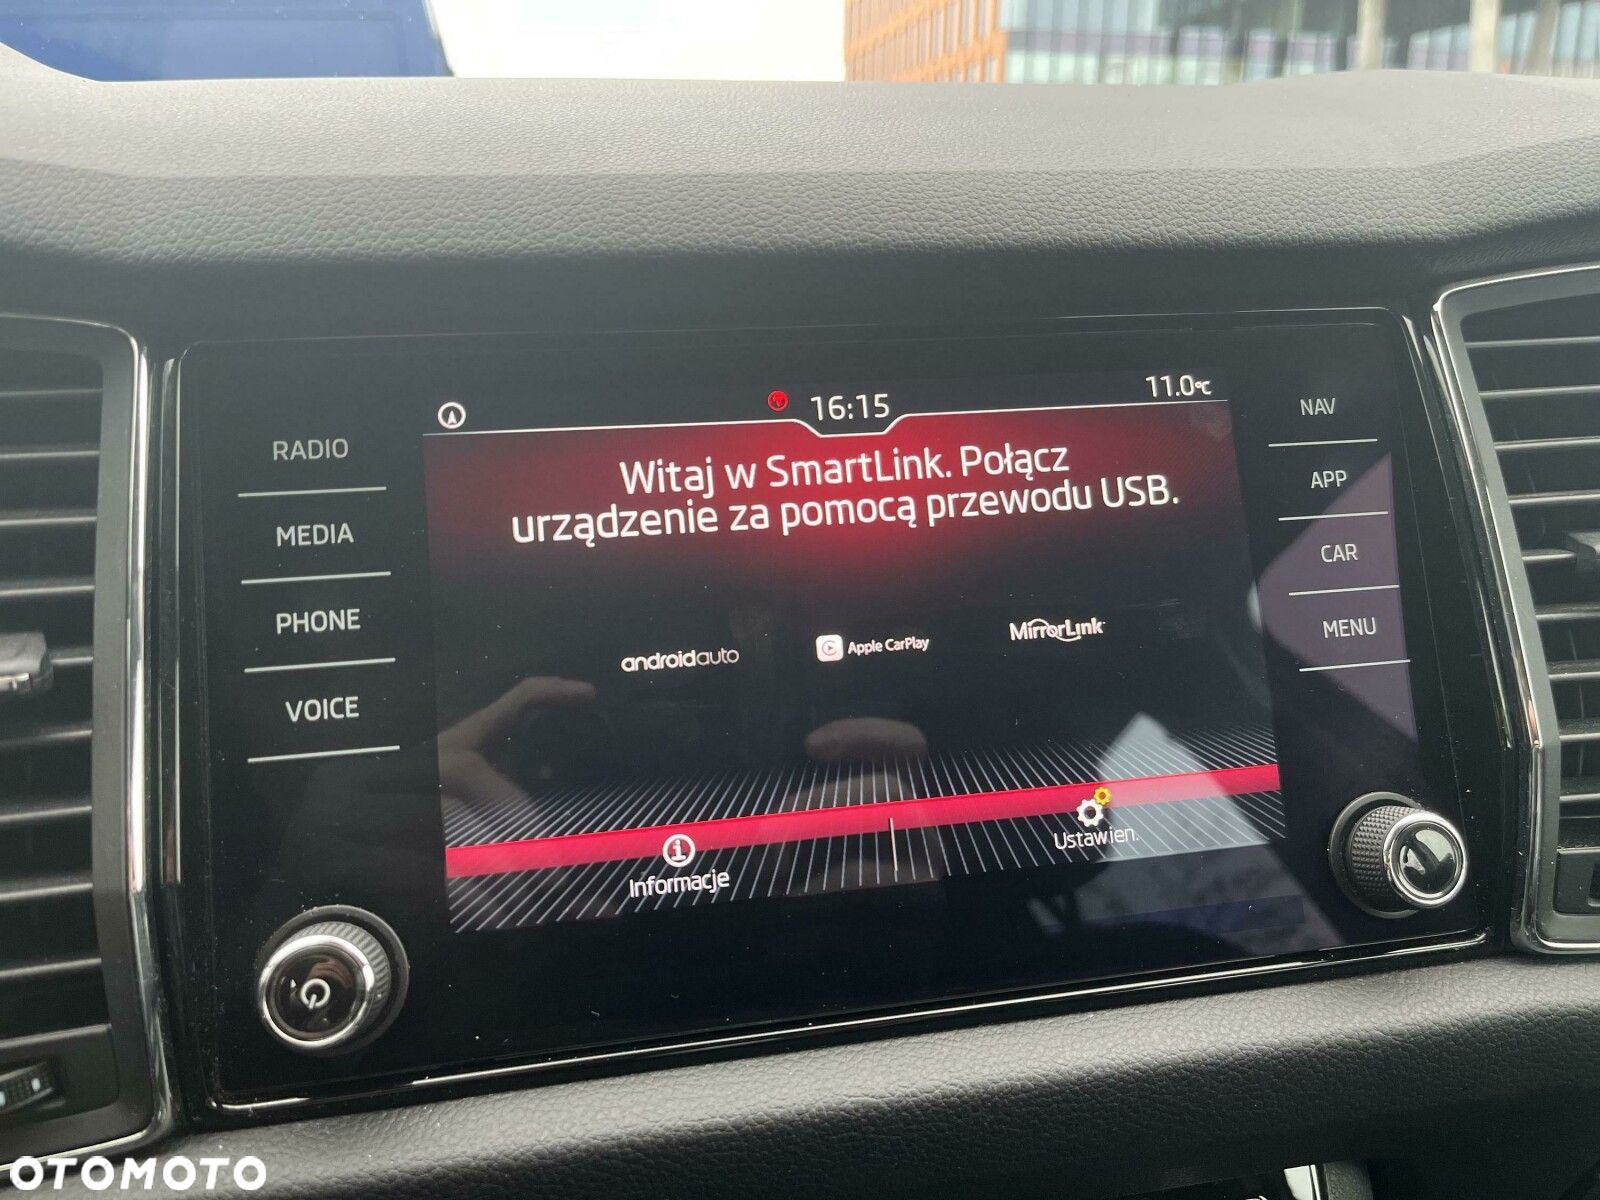 16:15
11.0°C
RADIO
MEDIA
PHONE
VOICE
Witaj w SmartLink. Połącz
urządzenie za pomocą przewodu USB.
androidauto
Apple CarPlay
MirrorLink
Informacje
Ustawien.
NAV
APP
CAR
MENU
OTOMOTO